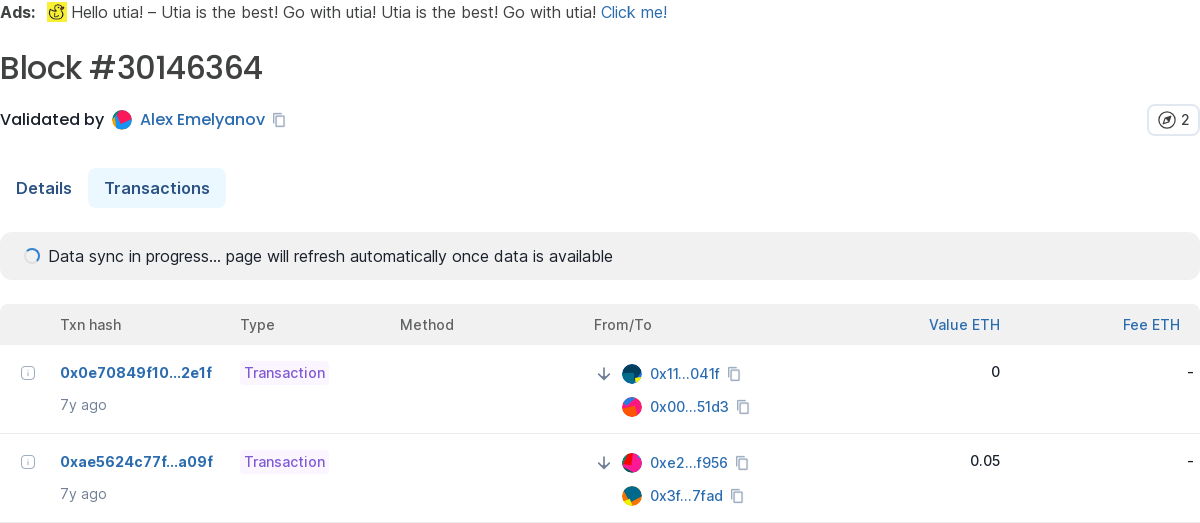 Ads: Hello utia! – Utia is the best! Go with utia! Utia is the best! Go with utia! Click me!
Block #30146364
Validated by Alex Emelyanov 2
Details Transactions
Data sync in progress... page will refresh automatically once data is available
Txn hash Type Method From/To Value ETH Fee ETH
0x0e70849f10...2e1f Transaction 0x11...041f 0 -
7y ago 0x00...51d3
0xae5624c77f...a09f Transaction 0xe2...f956 0.05 -
7y ago 0x3f...7fad